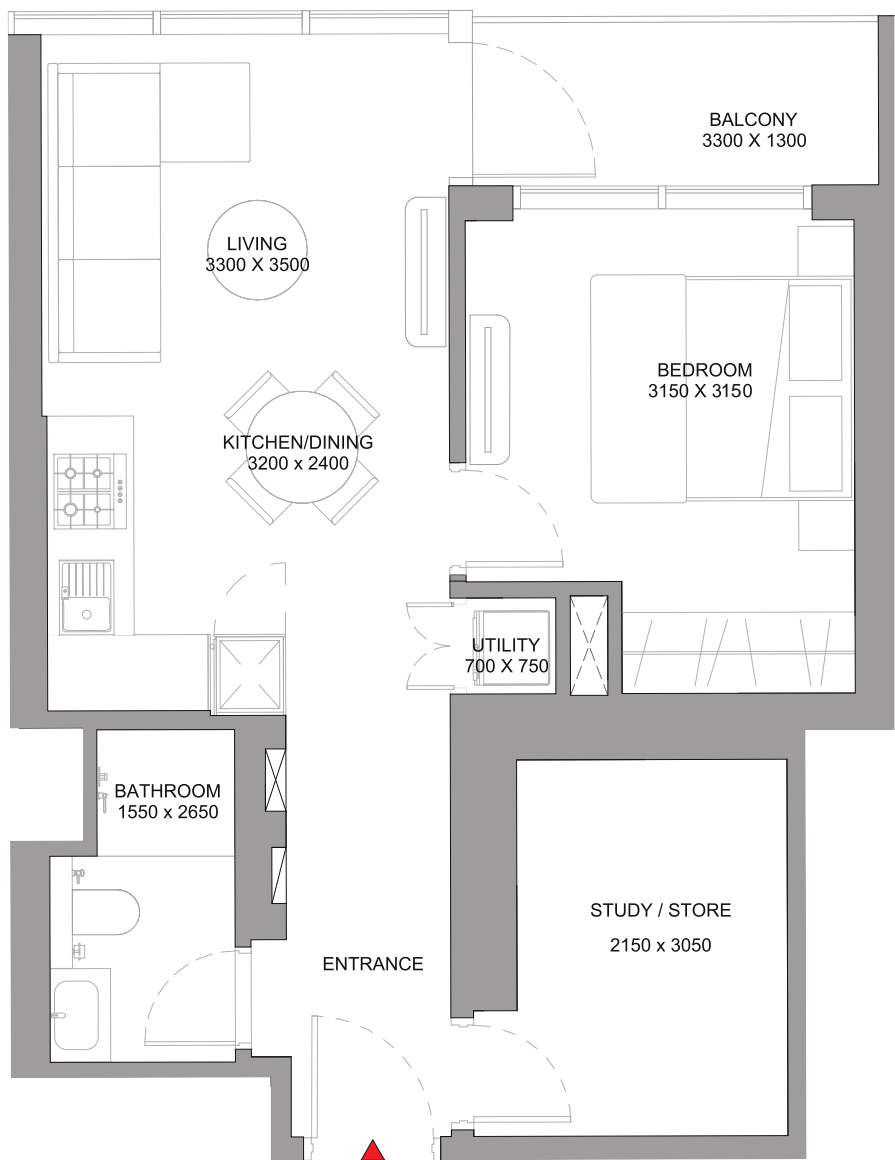 BALCONY
3300 X 1300
LIVING
3300 X 3500
BEDROOM
3150 X 3150
KITCHEN/DINING
3200 x 2400
UTILITY
700 X 750
BATHROOM
1550 x 2650
STUDY / STORE
2150 x 3050
ENTRANCE